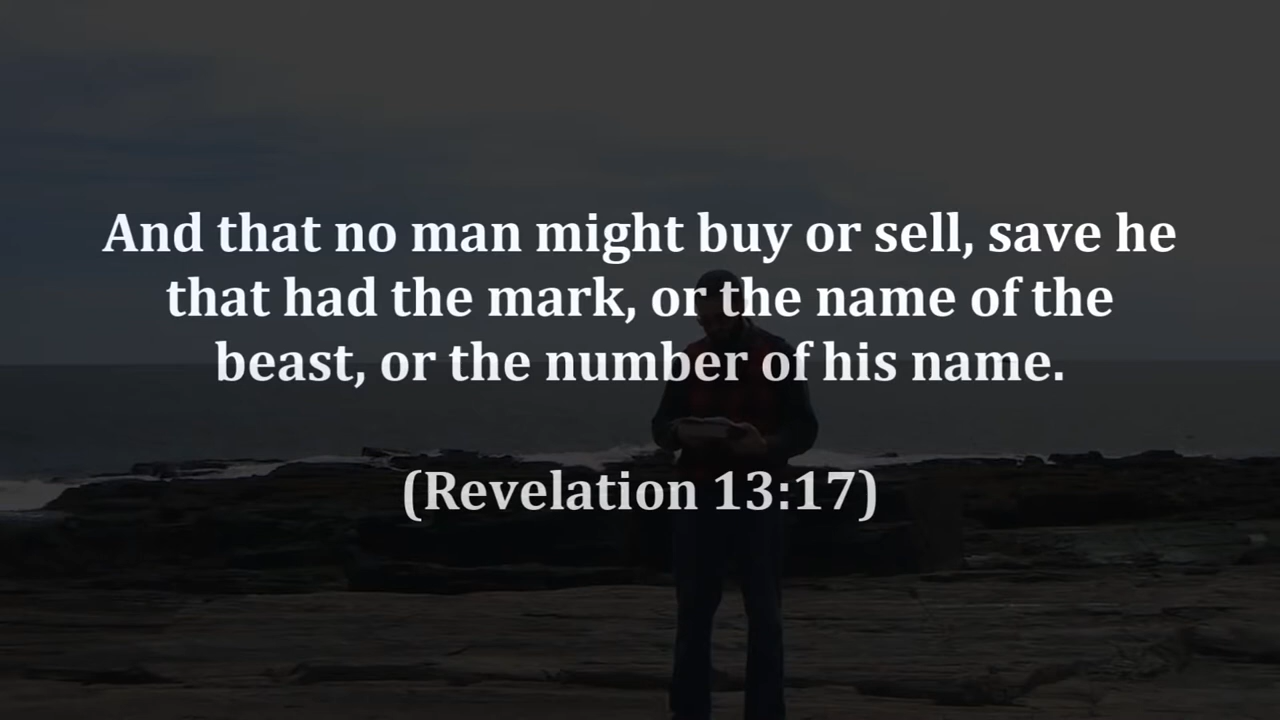 And that no man might buy or sell, save he
that had the mark, or the name of the
beast, or the number of his name.
(Revelation 13:17)